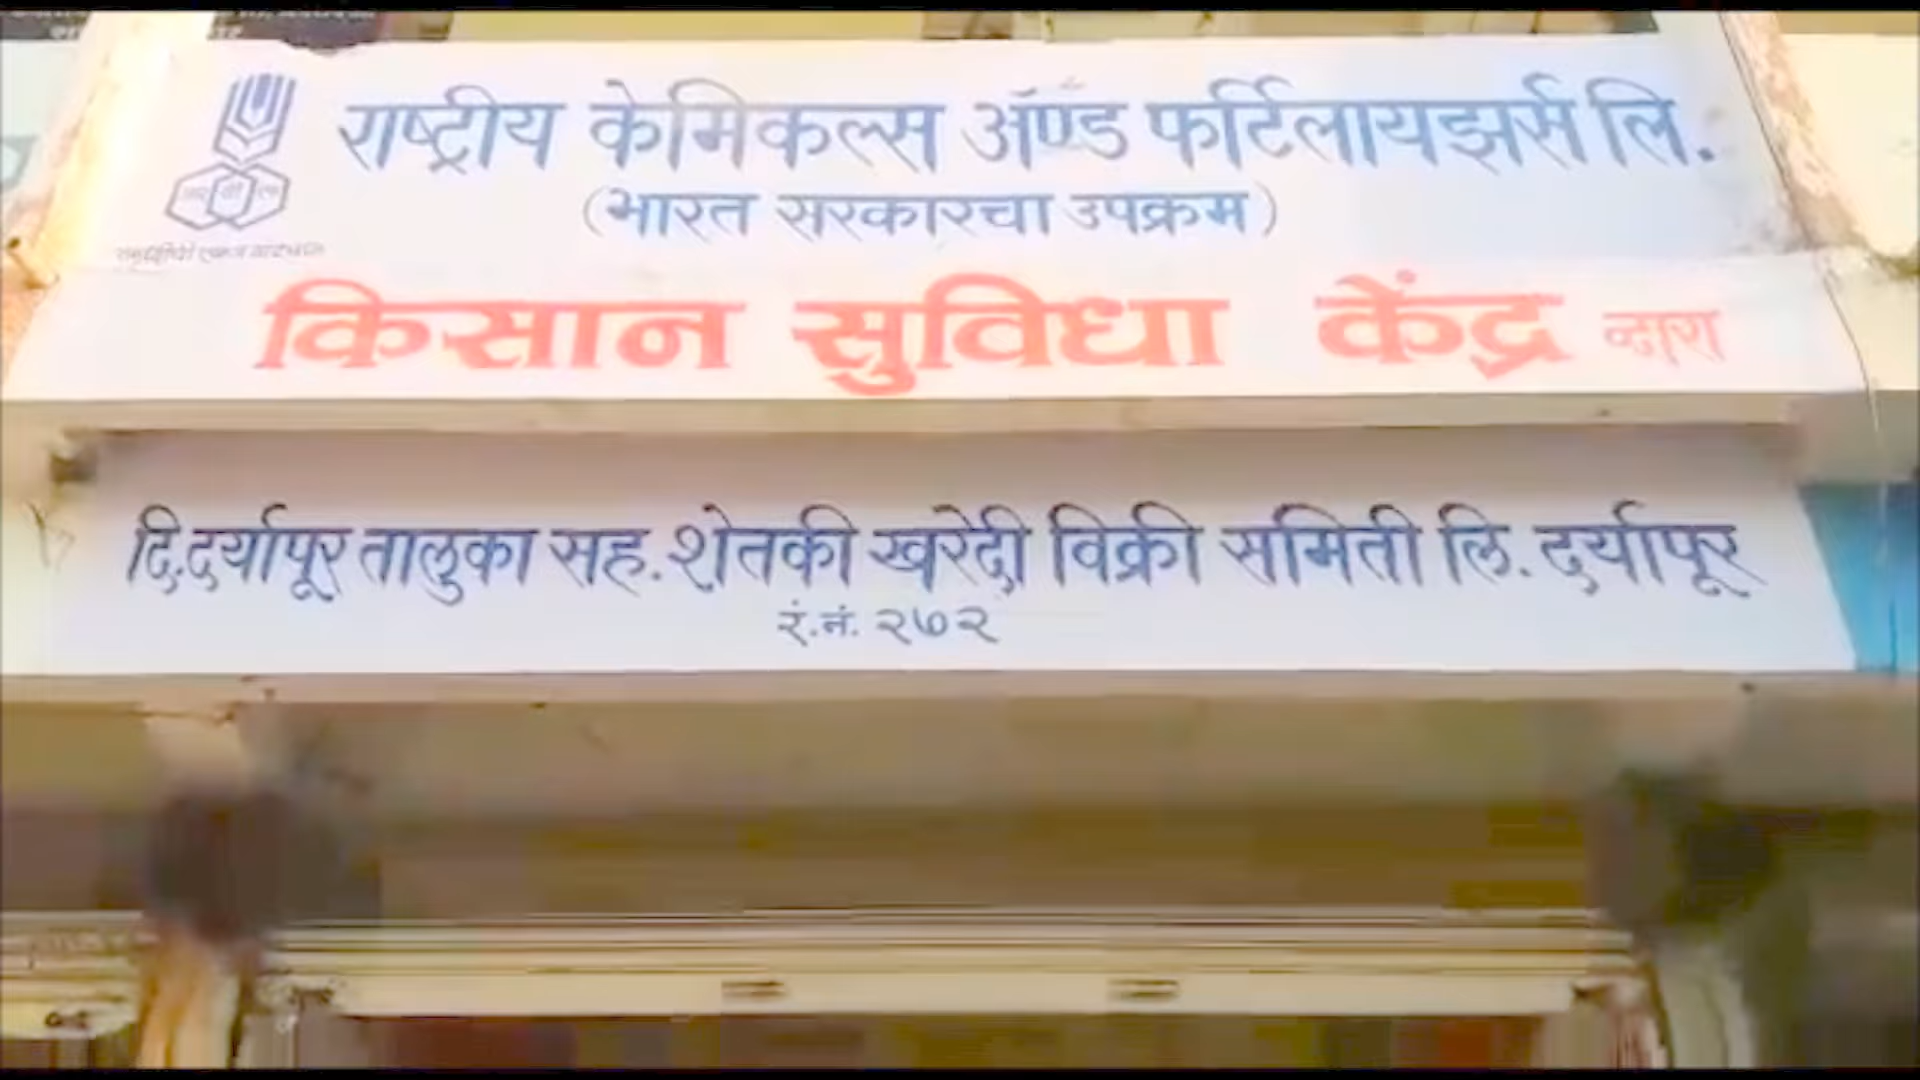 राष्ट्रीय केमिकल्स ॲण्ड फर्टिलायझर्स लि.
(भारत सरकारचा उपक्रम)
किसान सुविधा केंद्र व्दारा
दि.दर्यापूर तालुका सह. शेतकी खरेदी विक्री समिती लि. दर्यापूर
रं.नं. २७२